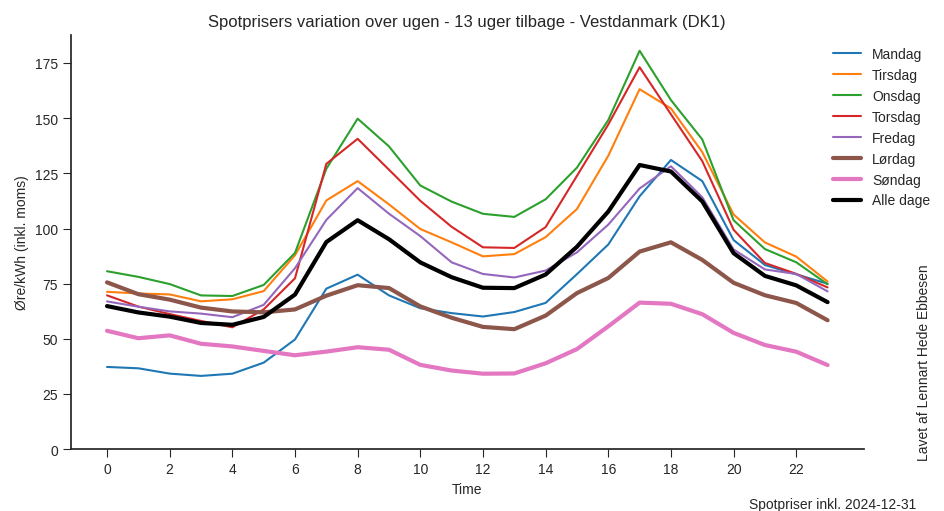 Spotprisers variation over ugen - 13 uger tilbage - Vestdanmark (DK1)
Øre/kWh (inkl. moms)
175
150
125
100
75
50
25
0
0 2 4 6 8 10 12 14 16 18 20 22
Time
Mandag
Tirsdag
Onsdag
Torsdag
Fredag
Lørdag
Søndag
Alle dage
Lavet af Lennart Hede Ebbesen
Spotpriser inkl. 2024-12-31